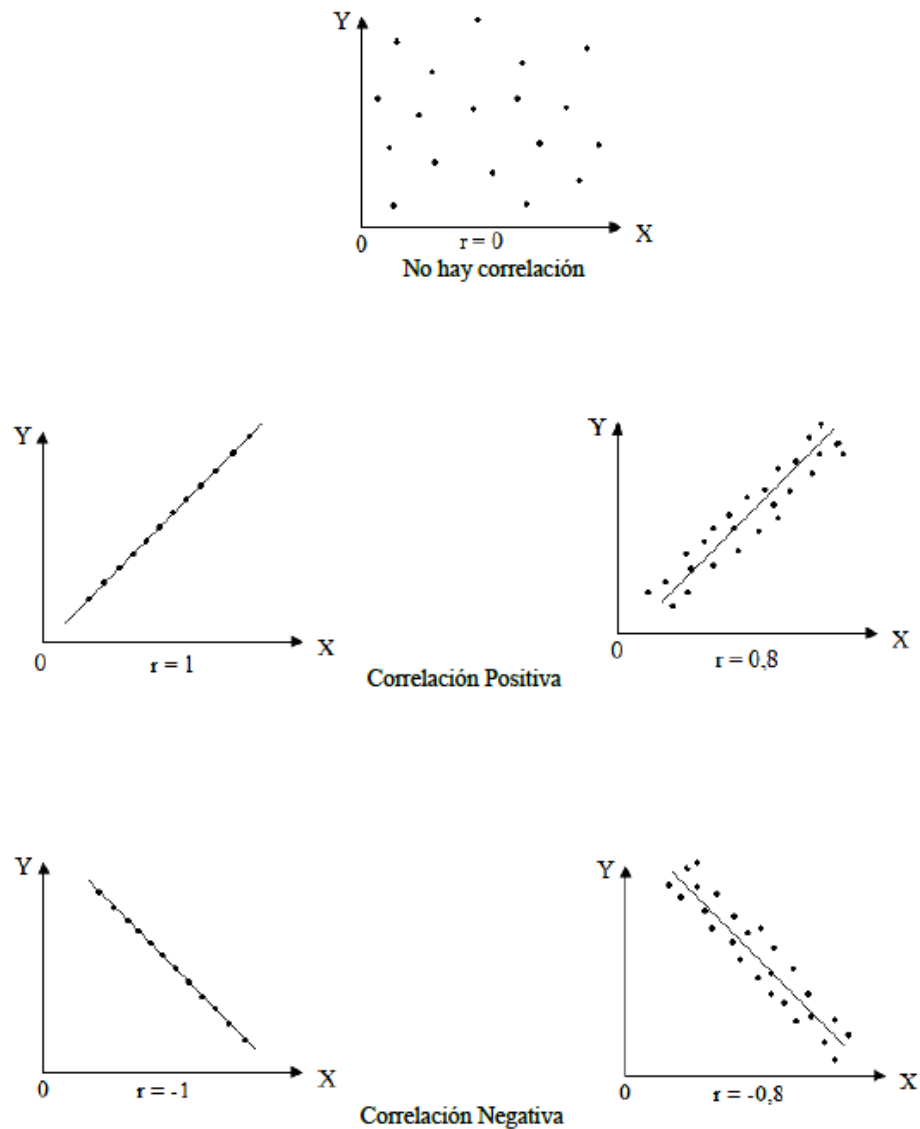 Y
X
0
r = 0
No hay correlación
Y
X
0
r = 1
Y
X
0
r = 0,8
Correlación Positiva
Y
X
0
r = -1
Y
X
0
r = -0,8
Correlación Negativa